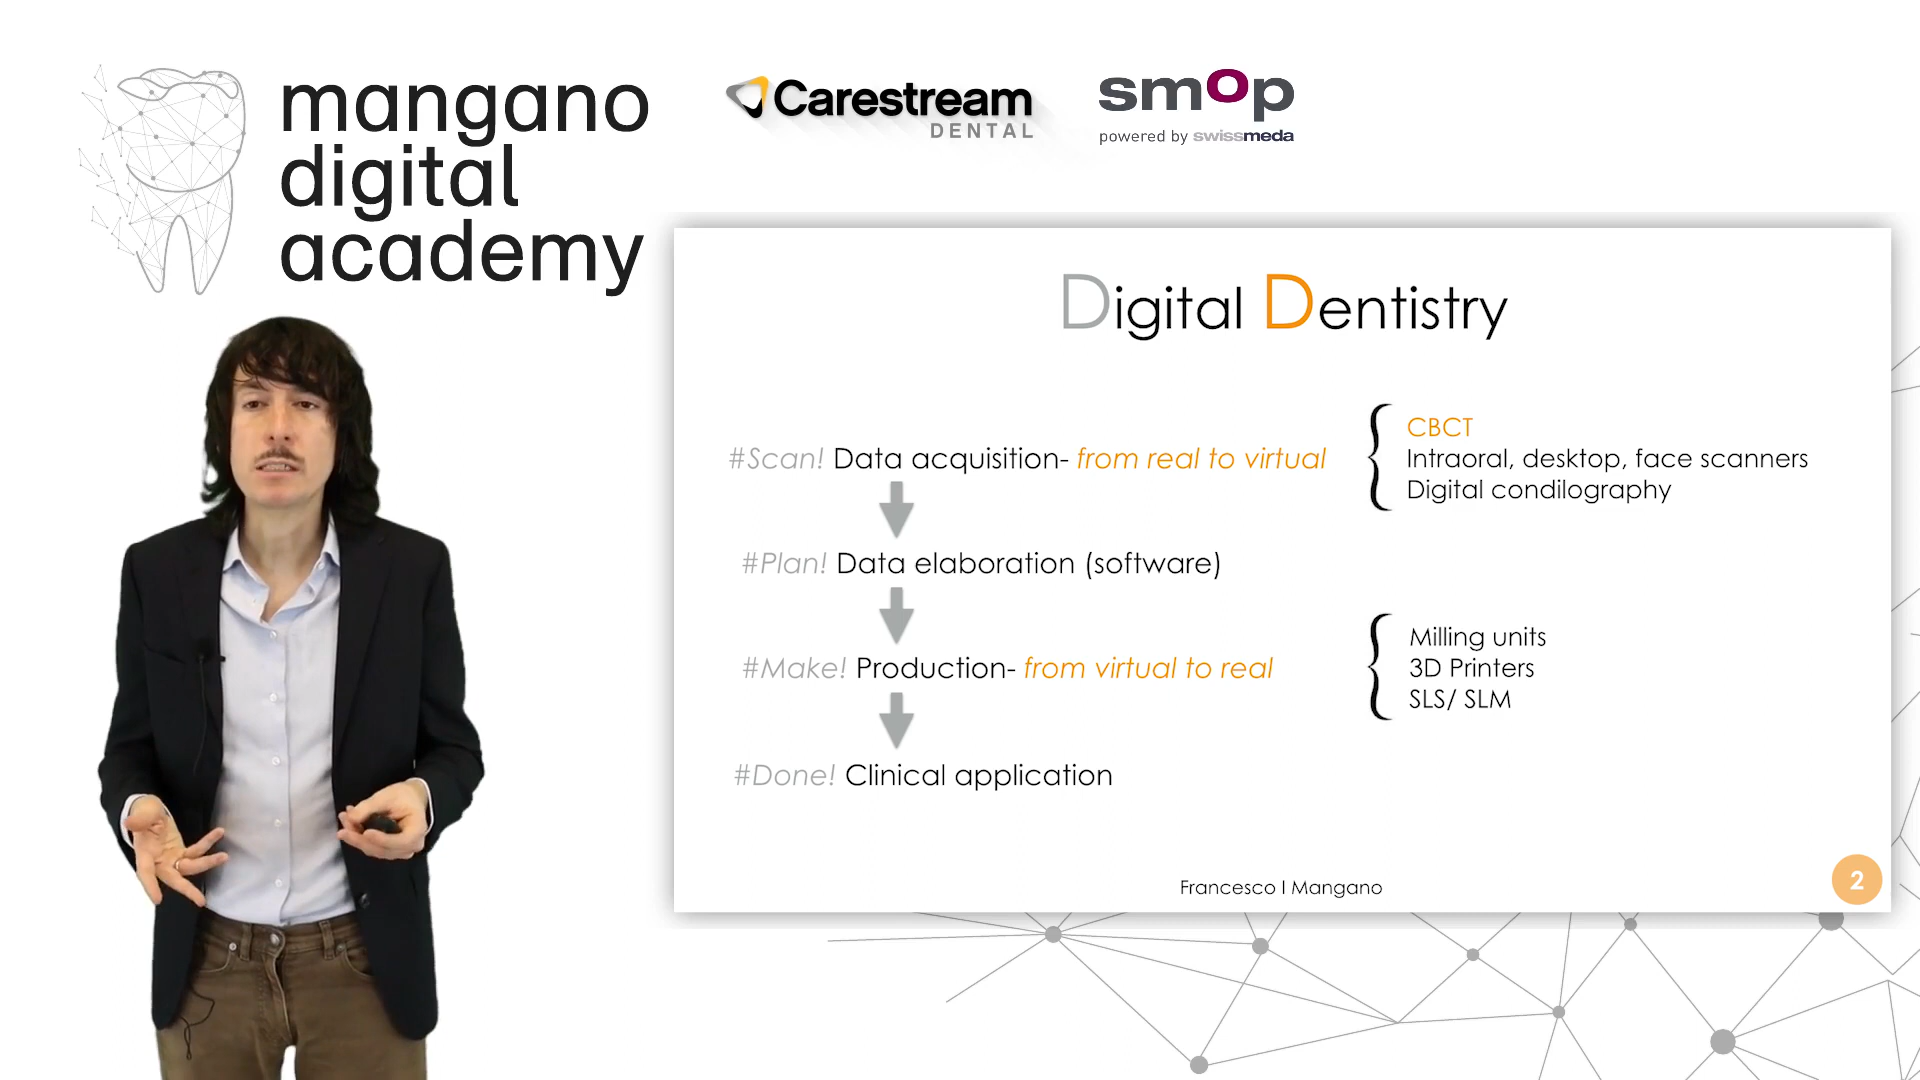 mangano
digital
academy
Carestream
DENTAL
smop
powered by swissmeda
Digital Dentistry
#Scan! Data acquisition- from real to virtual
CBCT
Intraoral, desktop, face scanners
Digital condilography
#Plan! Data elaboration (software)
#Make! Production- from virtual to real
Milling units
3D Printers
SLS/ SLM
#Done! Clinical application
Francesco I Mangano
2